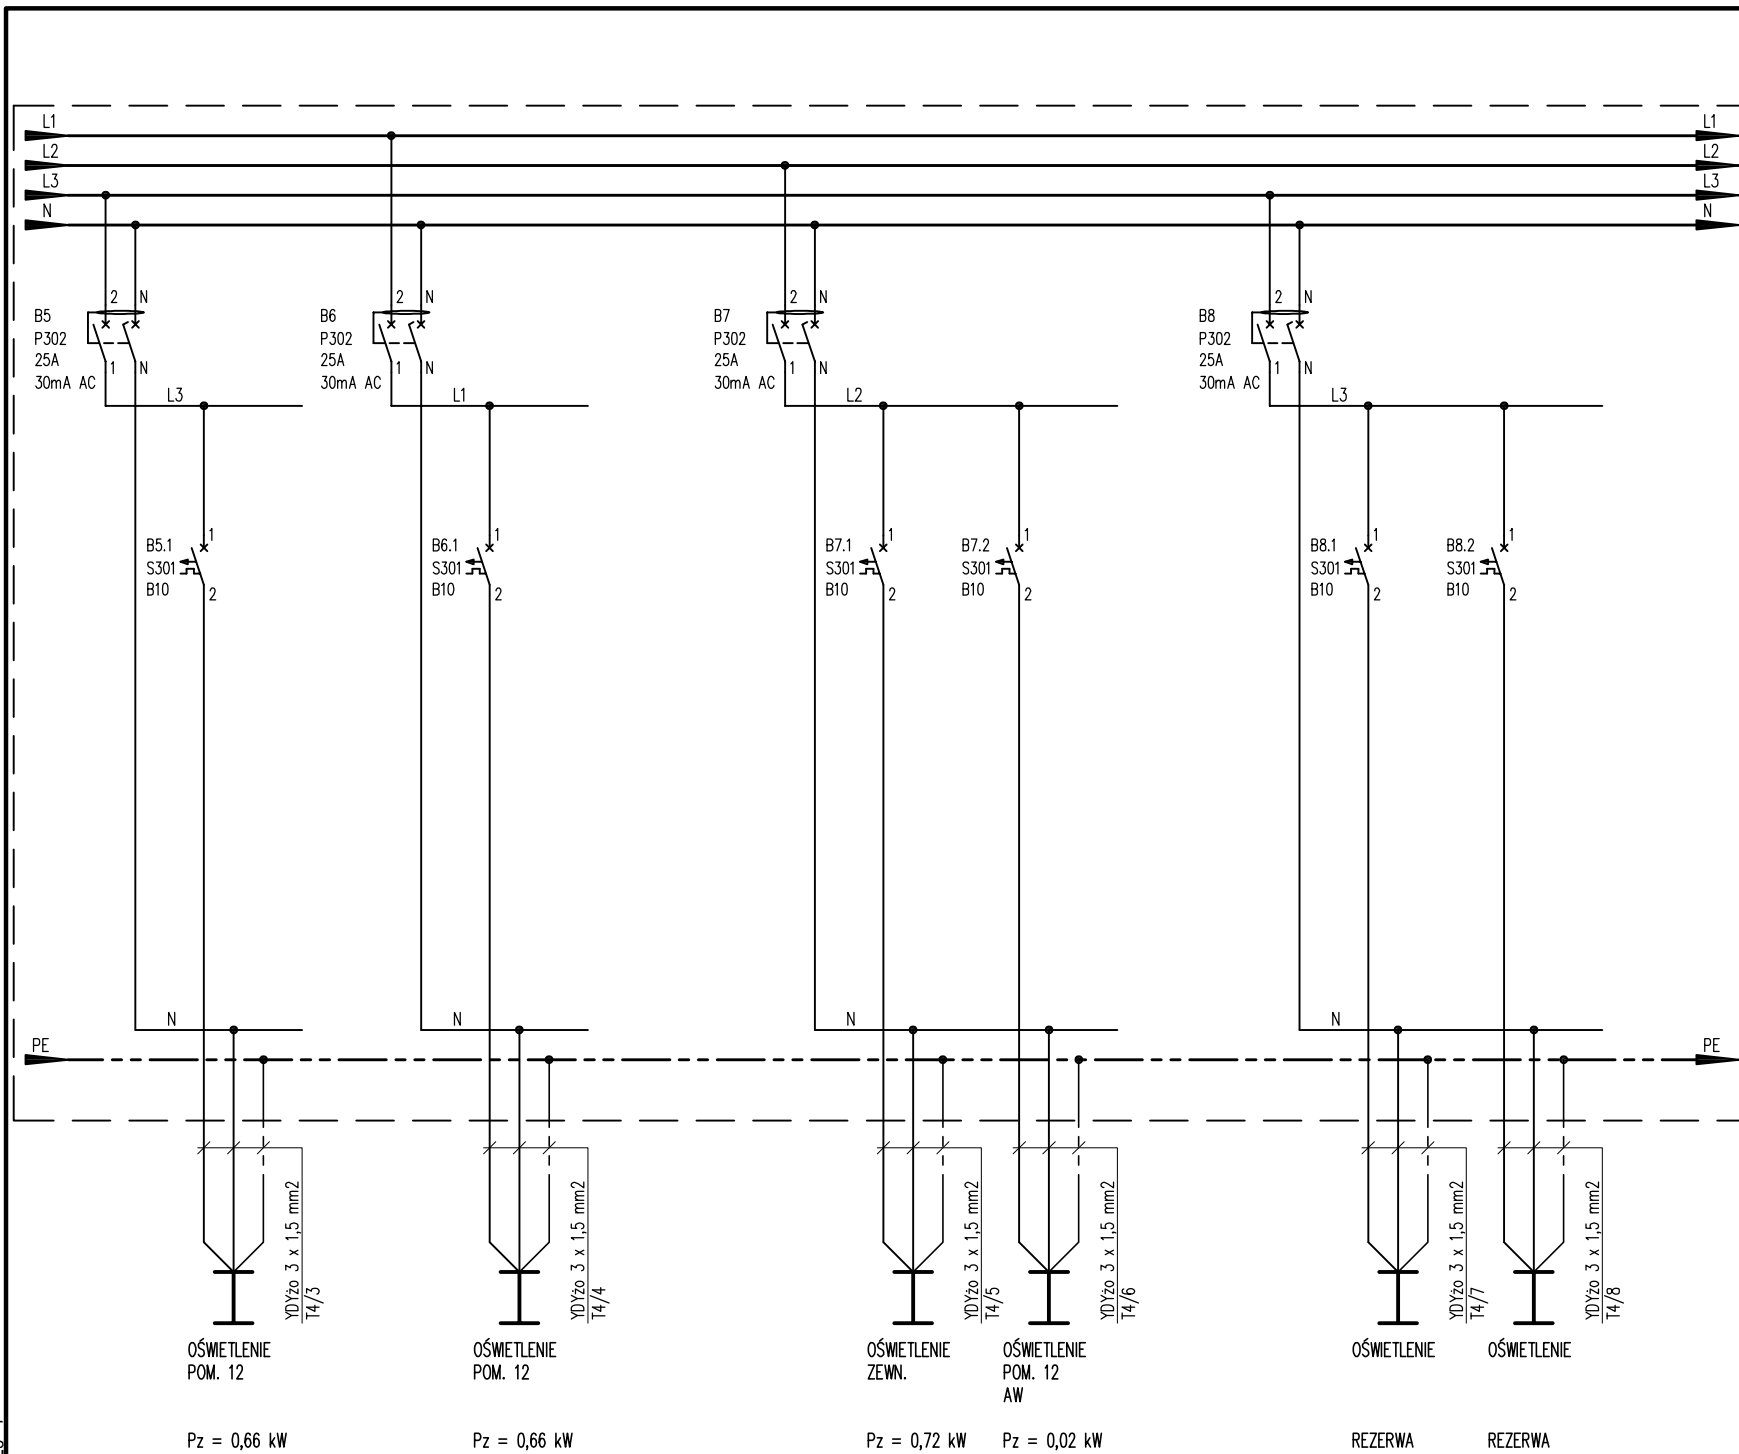 L1 L1
L2 L2
L3 L3
N N
2 N 2 N 2 N 2 N
B5 B6 B7 B8
P302 P302 P302 P302
25A 25A 25A 25A
1 N 1 N 1 N 1 N
30mA AC 30mA AC 30mA AC 30mA AC
L3 L1 L2 L3
1 1 1 1 1 1
B5.1 B6.1 B7.1 B7.2 B8.1 B8.2
S301 S301 S301 S301 S301 S301
B10 B10 B10 B10 B10 B10
2 2 2 2 2 2
N N N N
PE PE
YDYżo 3 x 1,5 mm2
T4/3
YDYżo 3 x 1,5 mm2
T4/4
YDYżo 3 x 1,5 mm2
T4/5
YDYżo 3 x 1,5 mm2
T4/6
YDYżo 3 x 1,5 mm2
T4/7
YDYżo 3 x 1,5 mm2
T4/8
OŚWIETLENIE
POM. 12
Pz = 0,66 kW
OŚWIETLENIE
POM. 12
Pz = 0,66 kW
OŚWIETLENIE
ZEWN.
Pz = 0,72 kW
OŚWIETLENIE
POM. 12
AW
Pz = 0,02 kW
OŚWIETLENIE
REZERWA
OŚWIETLENIE
REZERWA